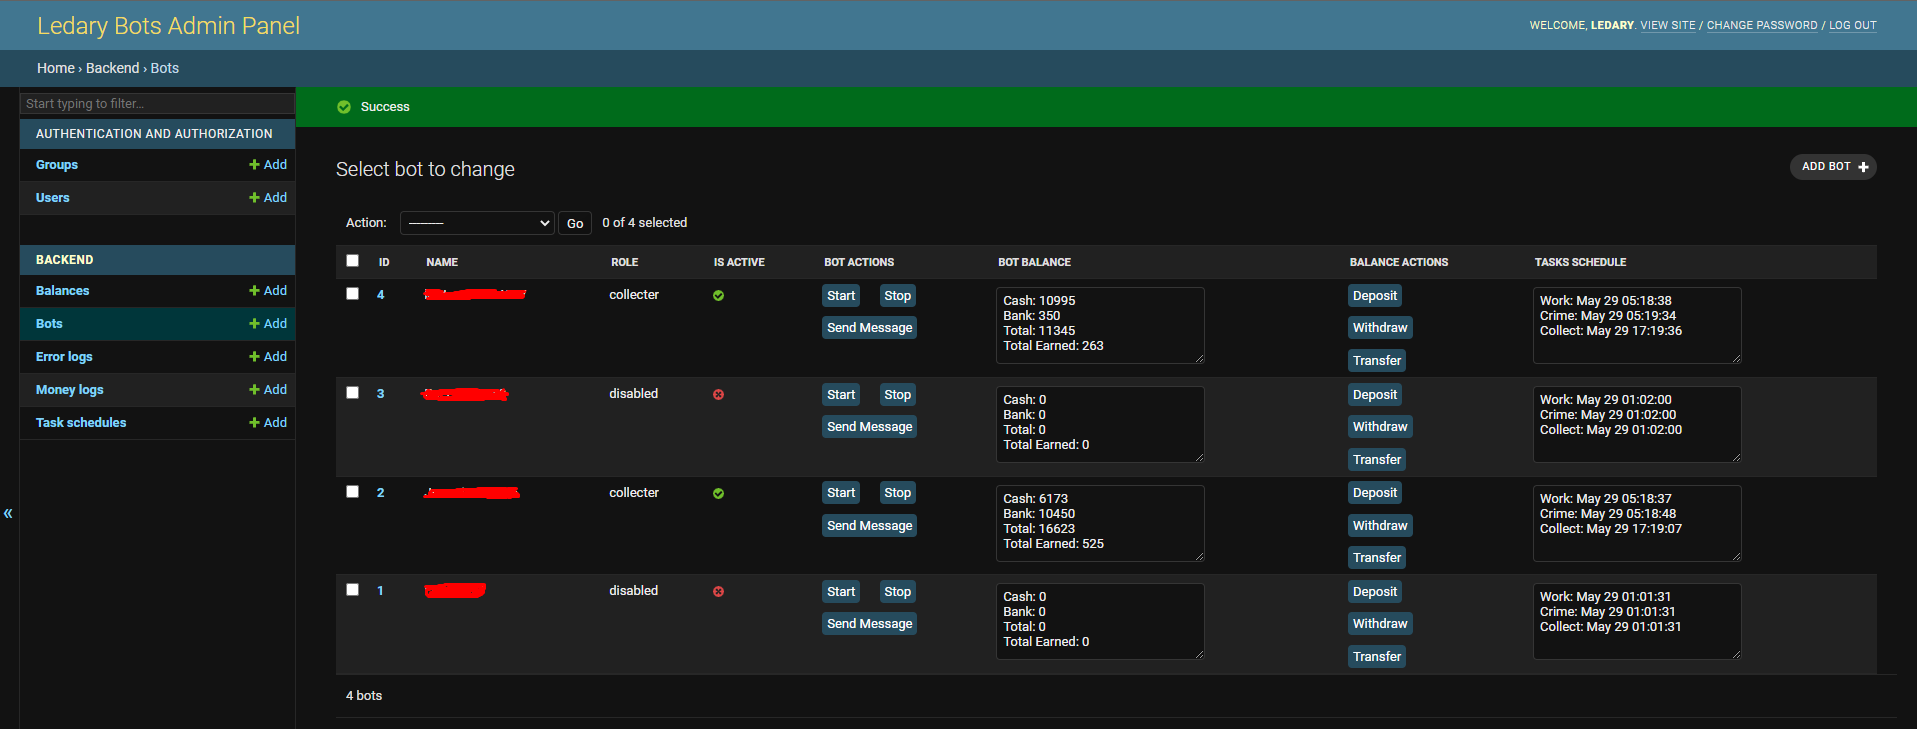 Ledary Bots Admin Panel
WELCOME, LEDARY. VIEW SITE / CHANGE PASSWORD / LOG OUT
Home › Backend › Bots
Start typing to filter...
AUTHENTICATION AND AUTHORIZATION
Groups + Add
Users + Add
BACKEND
Balances + Add
Bots + Add
Error logs + Add
Money logs + Add
Task schedules + Add
«
Success
Select bot to change
ADD BOT +
Action: --------- Go 0 of 4 selected
ID NAME ROLE IS ACTIVE BOT ACTIONS BOT BALANCE BALANCE ACTIONS TASKS SCHEDULE
4 collecter
Start Stop
Send Message
Cash: 10995
Bank: 350
Total: 11345
Total Earned: 263
Deposit
Withdraw
Transfer
Work: May 29 05:18:38
Crime: May 29 05:19:34
Collect: May 29 17:19:36
3 disabled
Start Stop
Send Message
Cash: 0
Bank: 0
Total: 0
Total Earned: 0
Deposit
Withdraw
Transfer
Work: May 29 01:02:00
Crime: May 29 01:02:00
Collect: May 29 01:02:00
2 collecter
Start Stop
Send Message
Cash: 6173
Bank: 10450
Total: 16623
Total Earned: 525
Deposit
Withdraw
Transfer
Work: May 29 05:18:37
Crime: May 29 05:18:48
Collect: May 29 17:19:07
1 disabled
Start Stop
Send Message
Cash: 0
Bank: 0
Total: 0
Total Earned: 0
Deposit
Withdraw
Transfer
Work: May 29 01:01:31
Crime: May 29 01:01:31
Collect: May 29 01:01:31
4 bots